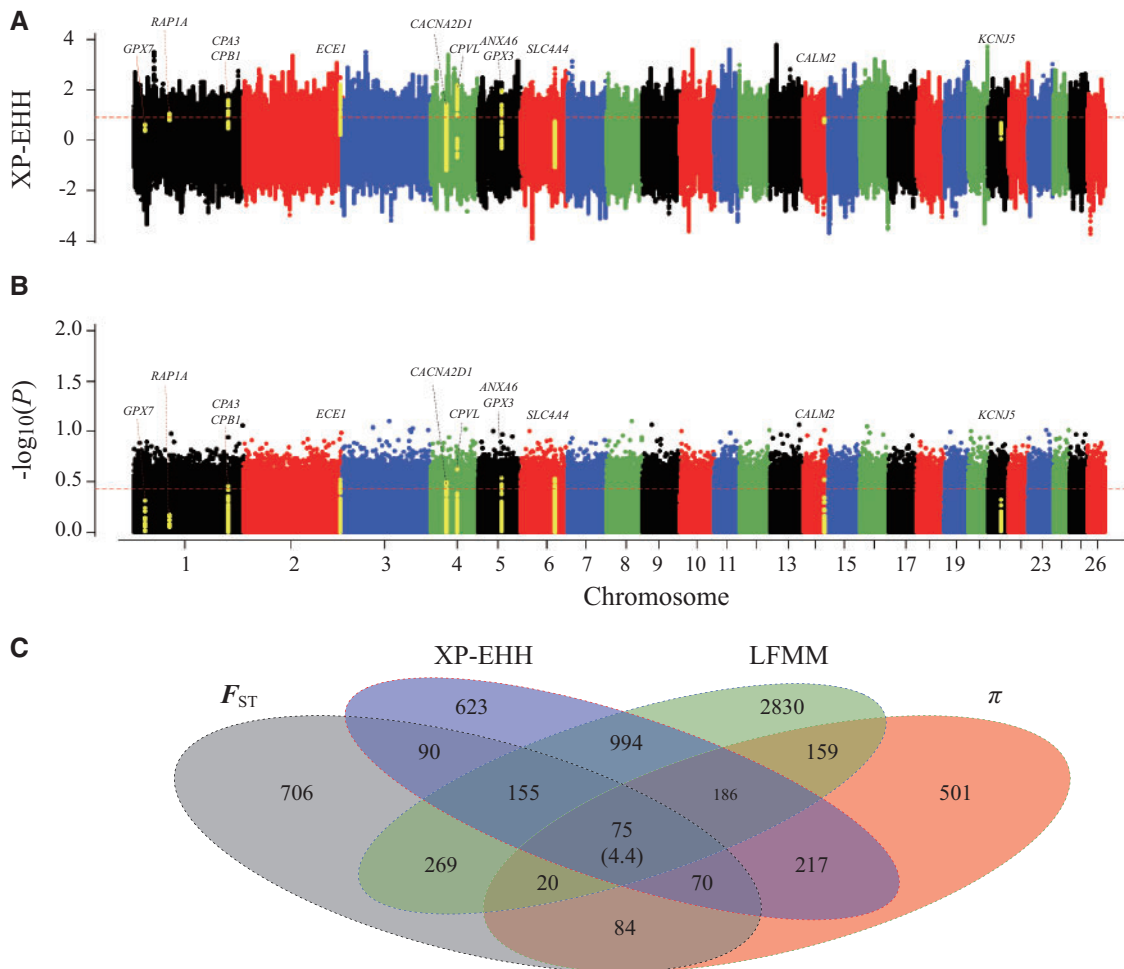 A
RAP1A
CACNA2D1
GPX7
CPA3
CPB1
ECE1
CPVL
ANXA6
GPX3
SLC4A4
CALM2
KCNJ5
XP-EHH
4
2
0
-2
-4
B
-log10(P)
2.0
1.5
1.0
0.5
0.0
RAP1A
CACNA2D1
GPX7
CPA3
CPB1
ECE1
CPVL
ANXA6
GPX3
SLC4A4
CALM2
KCNJ5
1 2 3 4 5 6 7 8 9 10 11 13 15 17 19 23 26
Chromosome
C
XP-EHH LFMM
FST π
623 2830
90 994 159
706 155 186 501
75
(4.4)
269 20 70 217
84